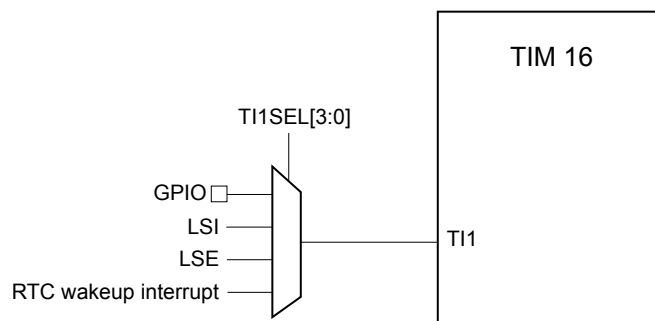 TIM 16
TI1SEL[3:0]
GPIO
LSI
LSE
RTC wakeup interrupt
TI1